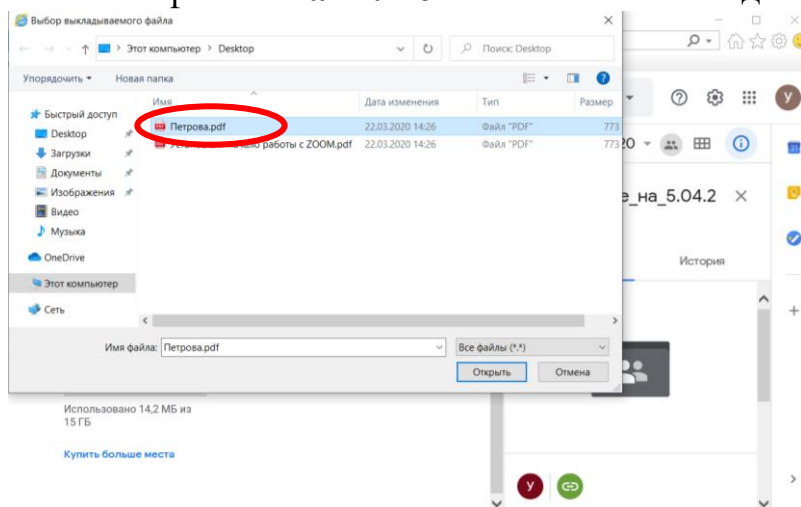 Выбор выкладываемого файла
Этот компьютер > Desktop
Поиск: Desktop
Упорядочить
Новая папка
Имя
Дата изменения
Тип
Размер
Быстрый доступ
Desktop
Загрузки
Документы
Изображения
Видео
Музыка
OneDrive
Этот компьютер
Сеть
Петрова.pdf
22.03.2020 14:26
Файл "PDF"
773
работы с ZOOM.pdf
22.03.2020 14:26
Файл "PDF"
773
Имя файла:
Петрова.pdf
Все файлы (*.*)
Открыть
Отмена
У
е_на_5.04.2
История
Использовано 14,2 МБ из
15 ГБ
Купить больше места
У